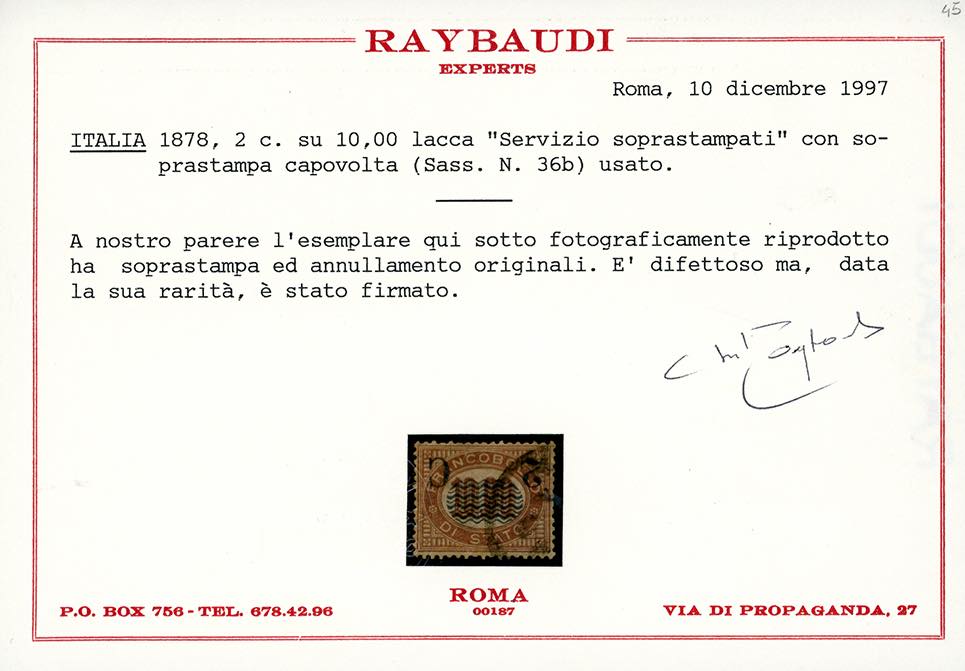 45
RAYBAUDI
EXPERTS
Roma, 10 dicembre 1997
ITALIA 1878, 2 c. su 10,00 lacca "Servizio soprastampati" con so-
prastampa capovolta (Sass. N. 36b) usato.
A nostro parere l'esemplare qui sotto fotograficamente riprodotto
ha soprastampa ed annullamento originali. E' difettoso ma, data
la sua rarità, è stato firmato.
DI STATO
ROMA
00187
P.O. BOX 756 - TEL. 678.42.96
VIA DI PROPAGANDA, 27